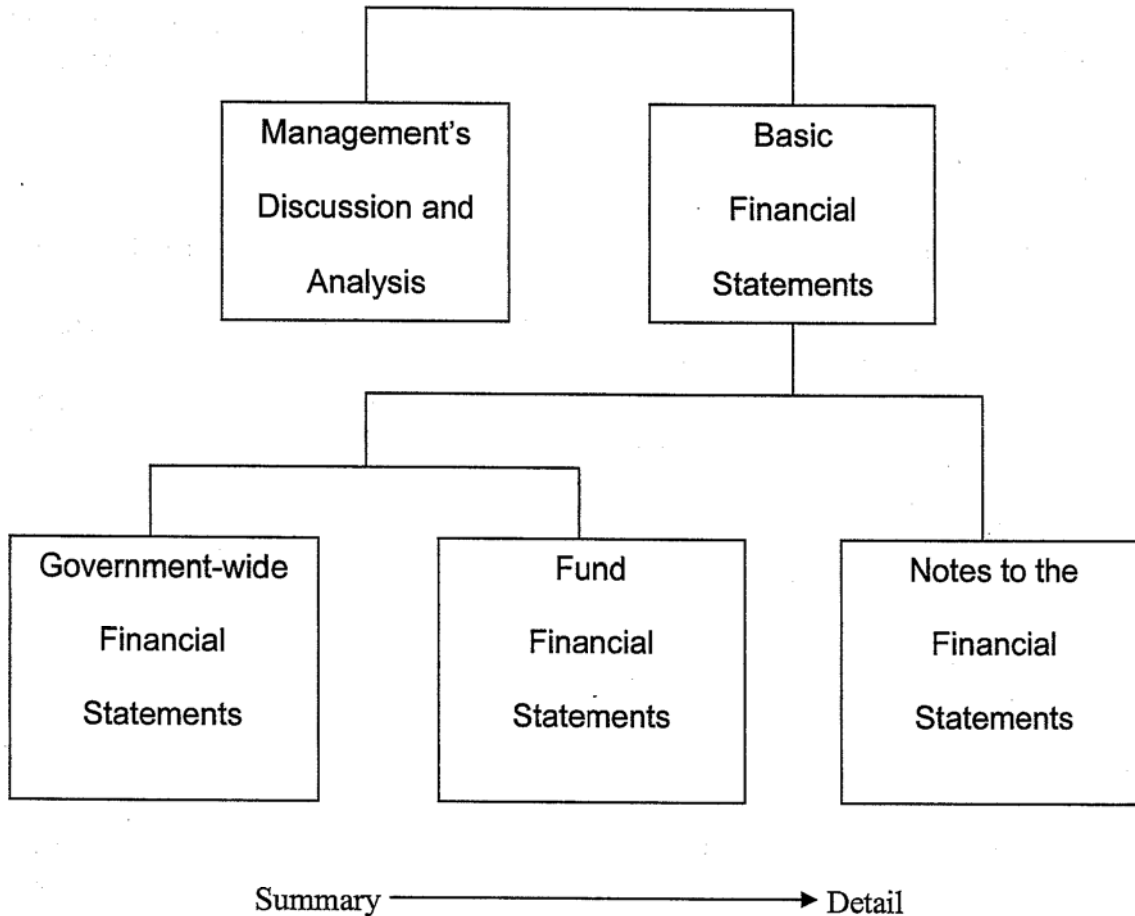 Management's
Discussion and
Analysis
Basic
Financial
Statements
Government-wide
Financial
Statements
Fund
Financial
Statements
Notes to the
Financial
Statements
Summary
Detail